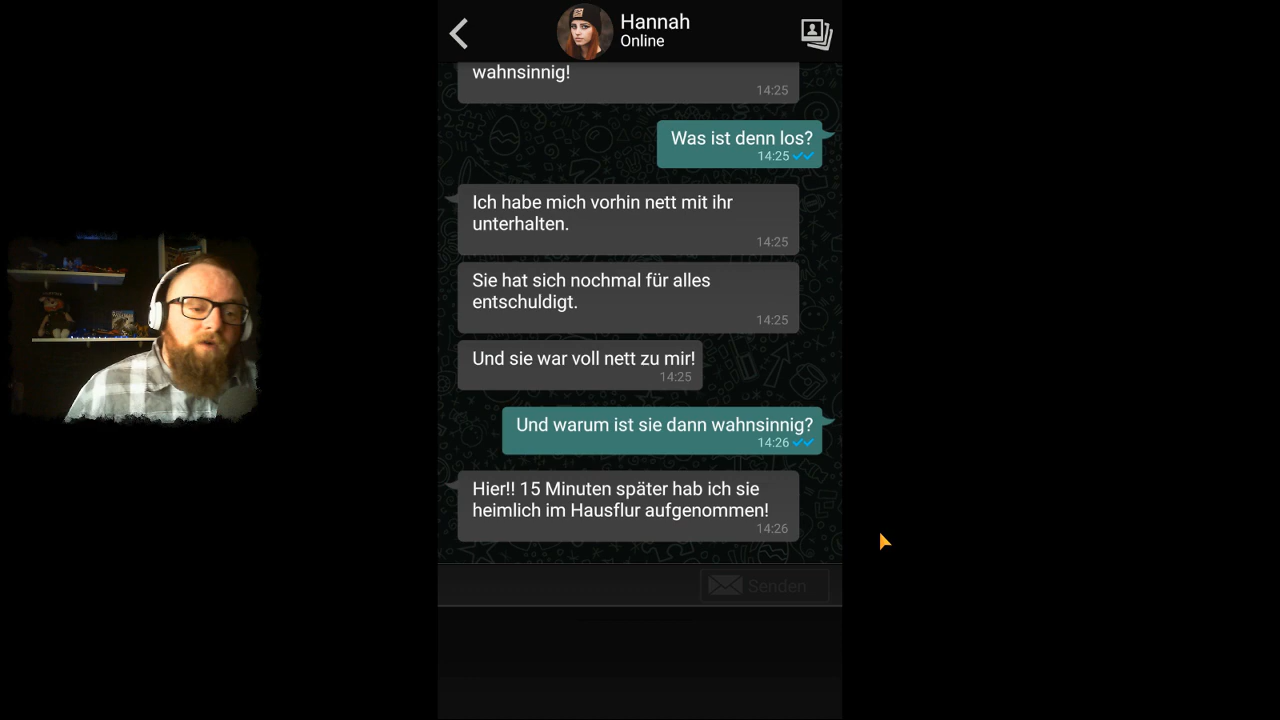 Hannah
Online
wahnsinnig!
14:25
Was ist denn los?
14:25
Ich habe mich vorhin nett mit ihr
unterhalten.
14:25
Sie hat sich nochmal für alles
entschuldigt.
14:25
Und sie war voll nett zu mir!
14:25
Und warum ist sie dann wahnsinnig?
14:26
Hier!! 15 Minuten später hab ich sie
heimlich im Hausflur aufgenommen!
14:26
Senden